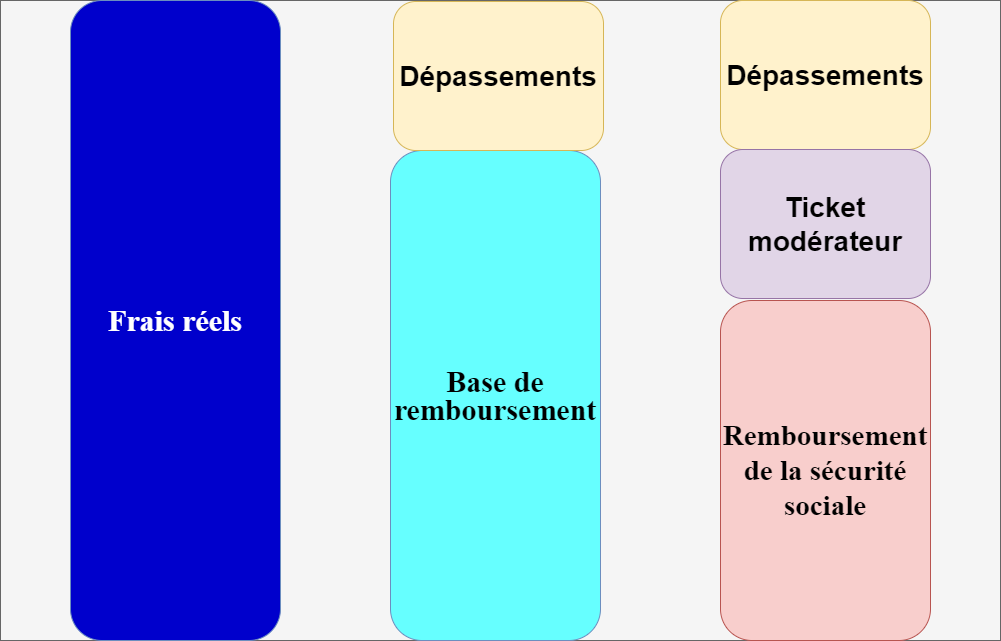 Frais réels
Dépassements
Base de
remboursement
Dépassements
Ticket
modérateur
Remboursement
de la sécurité
sociale